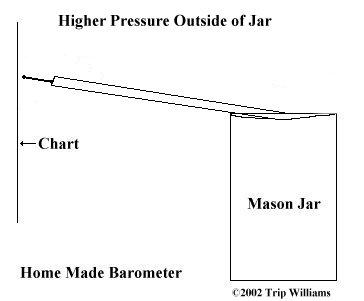 Higher Pressure Outside of Jar
Chart
Mason Jar
Home Made Barometer
©2002 Trip Williams